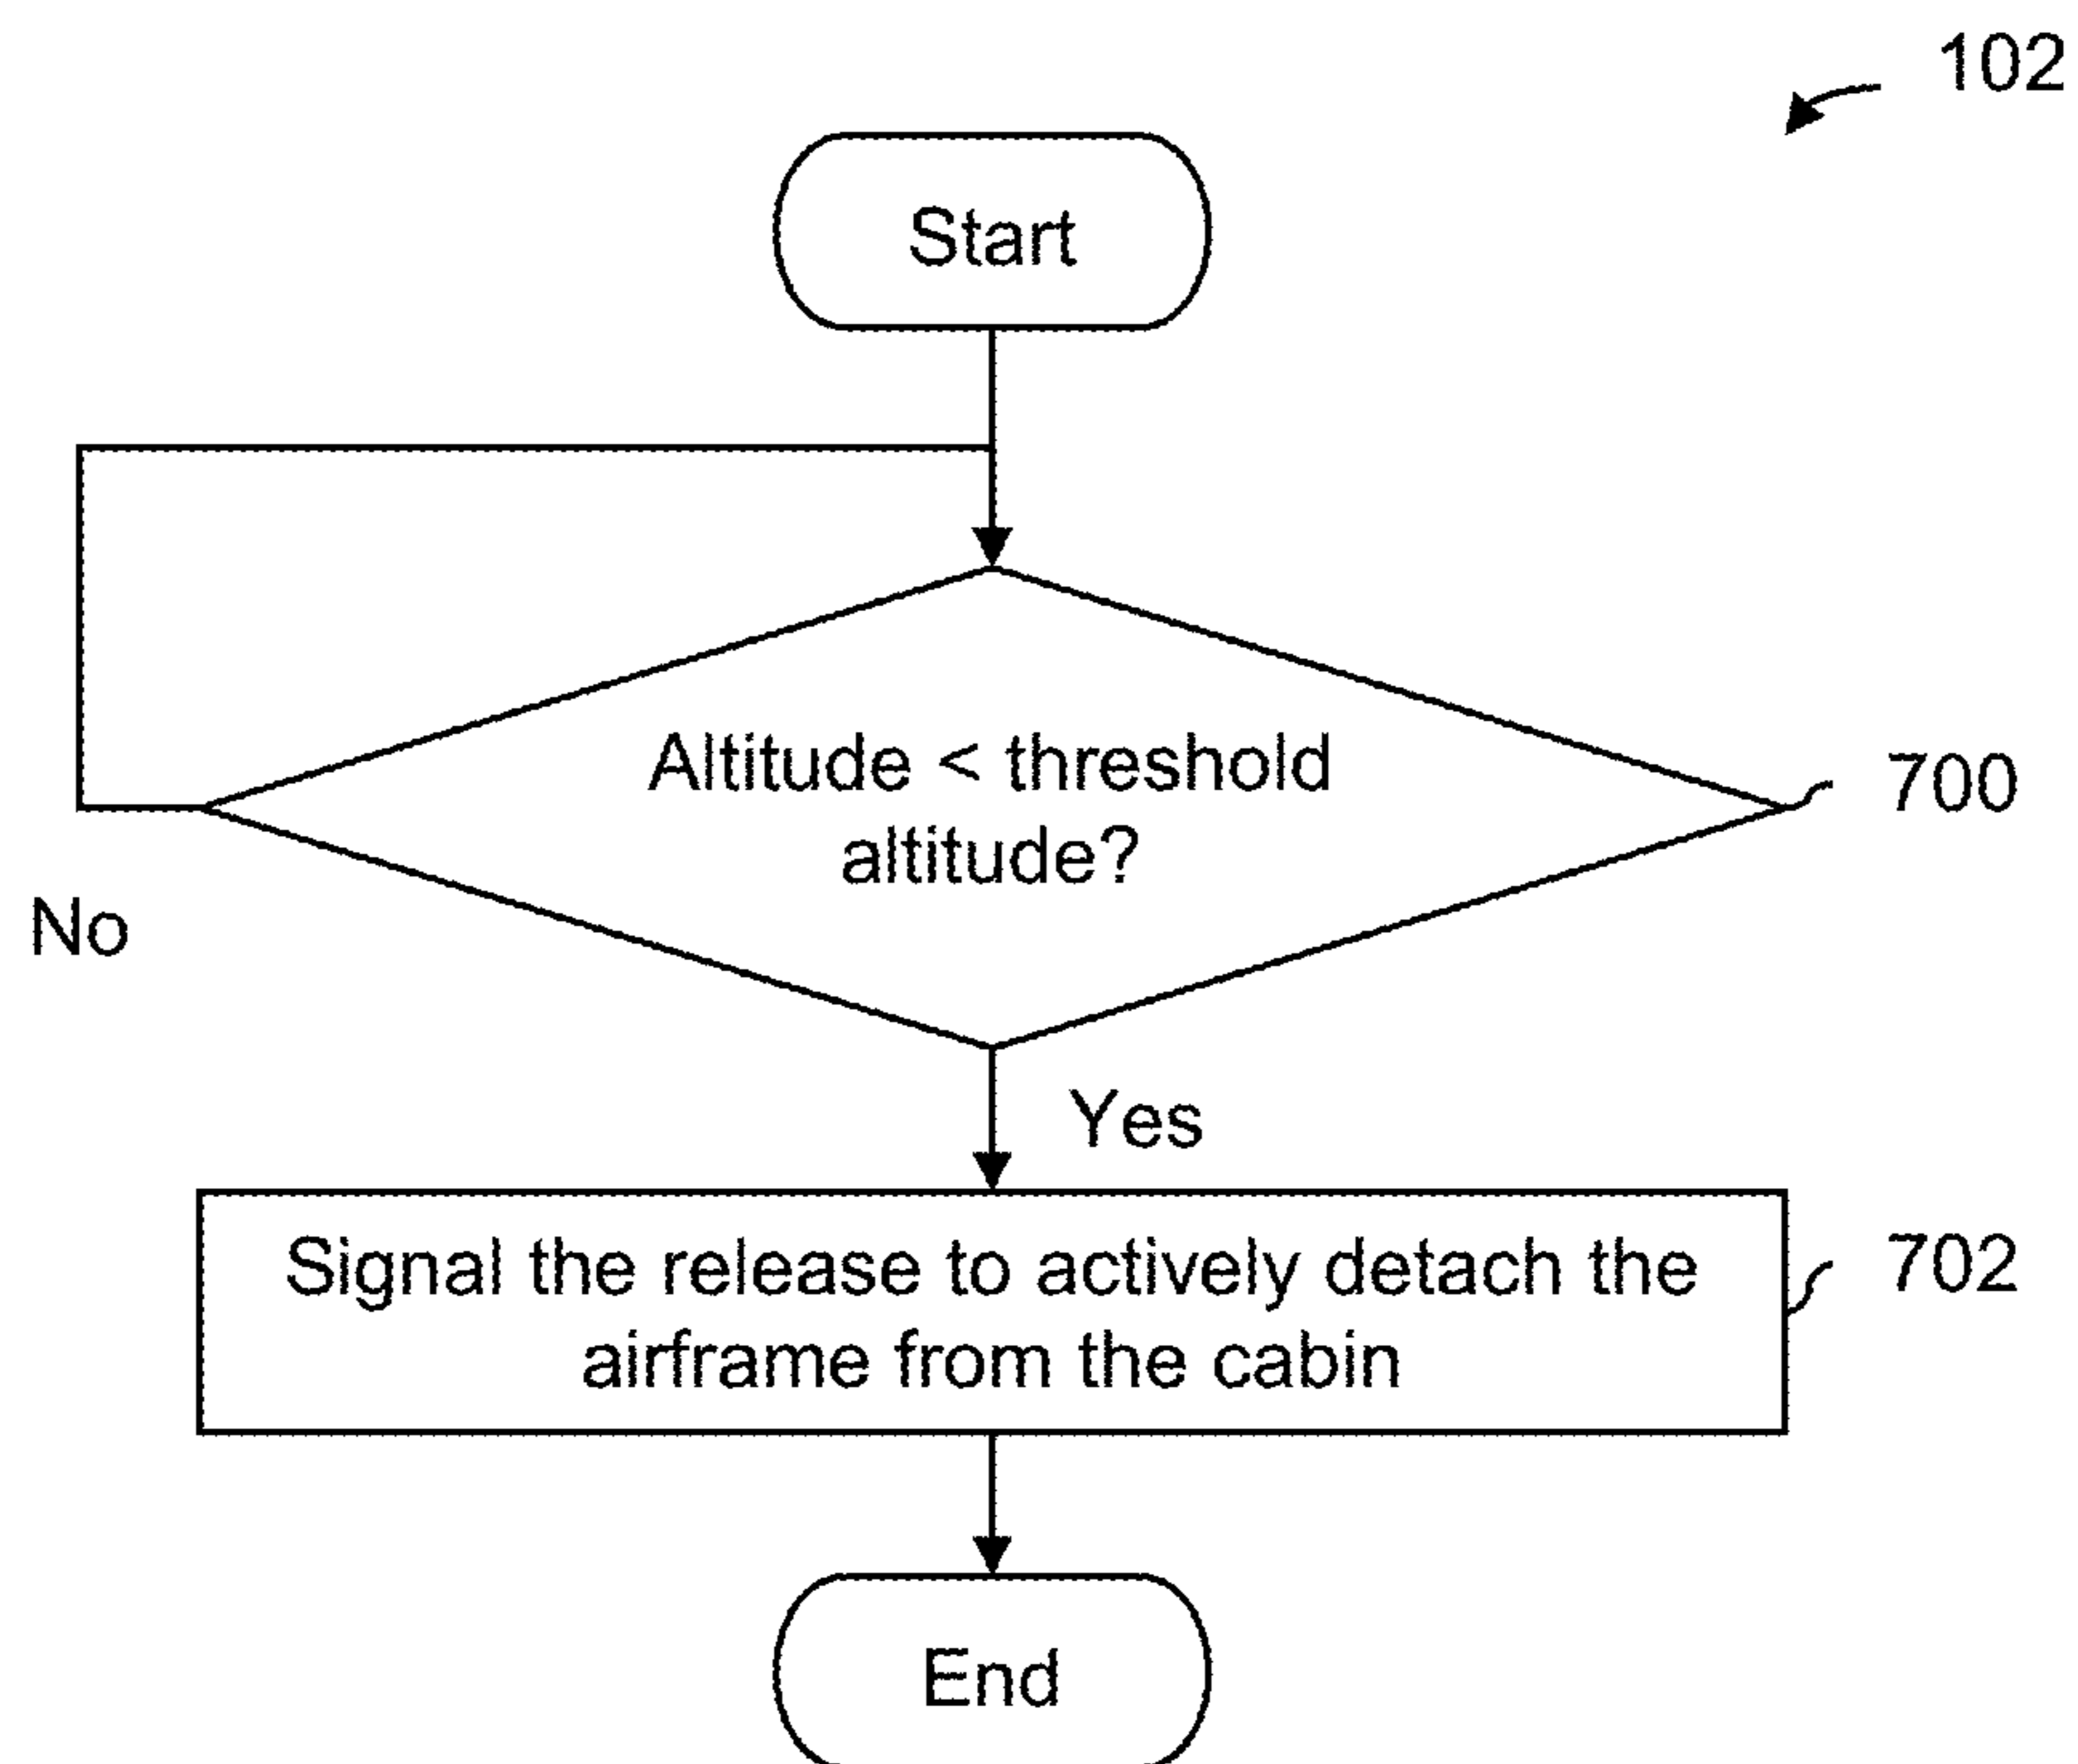 102
Start
Altitude < threshold
altitude?
700
No
Yes
Signal the release to actively detach the
airframe from the cabin
702
End